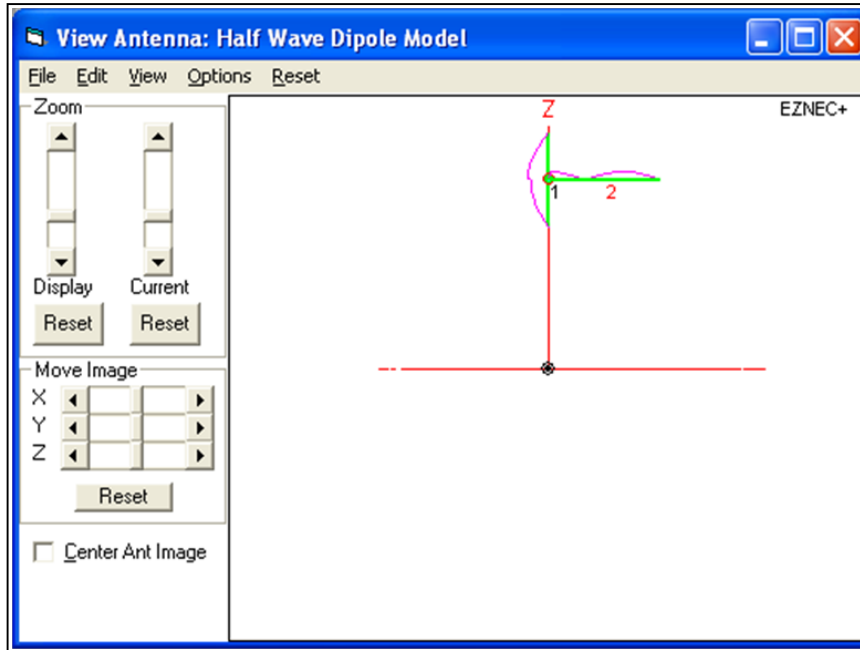 View Antenna: Half Wave Dipole Model
File Edit View Options Reset
Zoom
Display Current
Reset Reset
Move Image
X
Y
Z
Reset
Center Ant Image
EZNEC+
Z
1
2